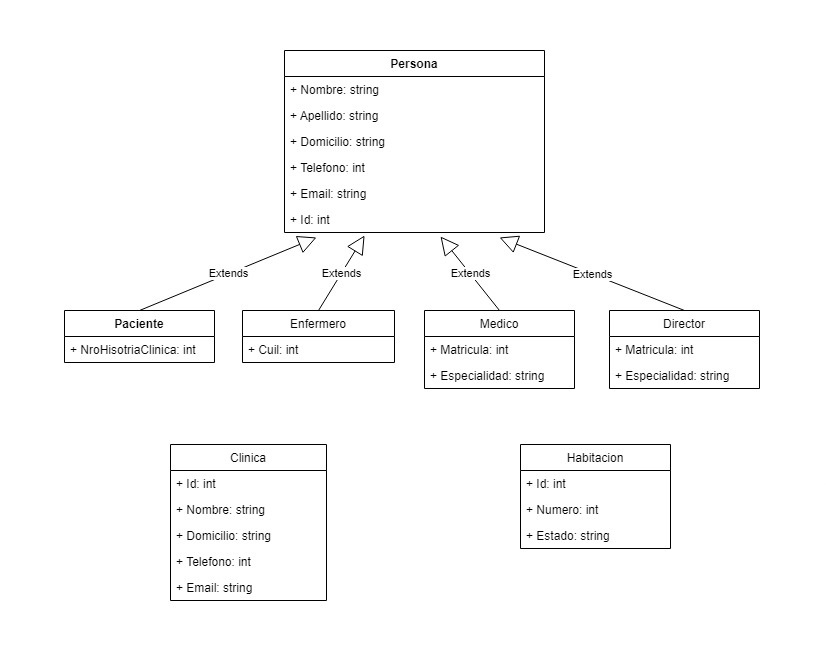 Persona
+ Nombre: string
+ Apellido: string
+ Domicilio: string
+ Telefono: int
+ Email: string
+ Id: int
Extends
Extends
Extends
Extends
Paciente
+ NroHisotriaClinica: int
Enfermero
+ Cuil: int
Medico
+ Matricula: int
+ Especialidad: string
Director
+ Matricula: int
+ Especialidad: string
Clinica
+ Id: int
+ Nombre: string
+ Domicilio: string
+ Telefono: int
+ Email: string
Habitacion
+ Id: int
+ Numero: int
+ Estado: string